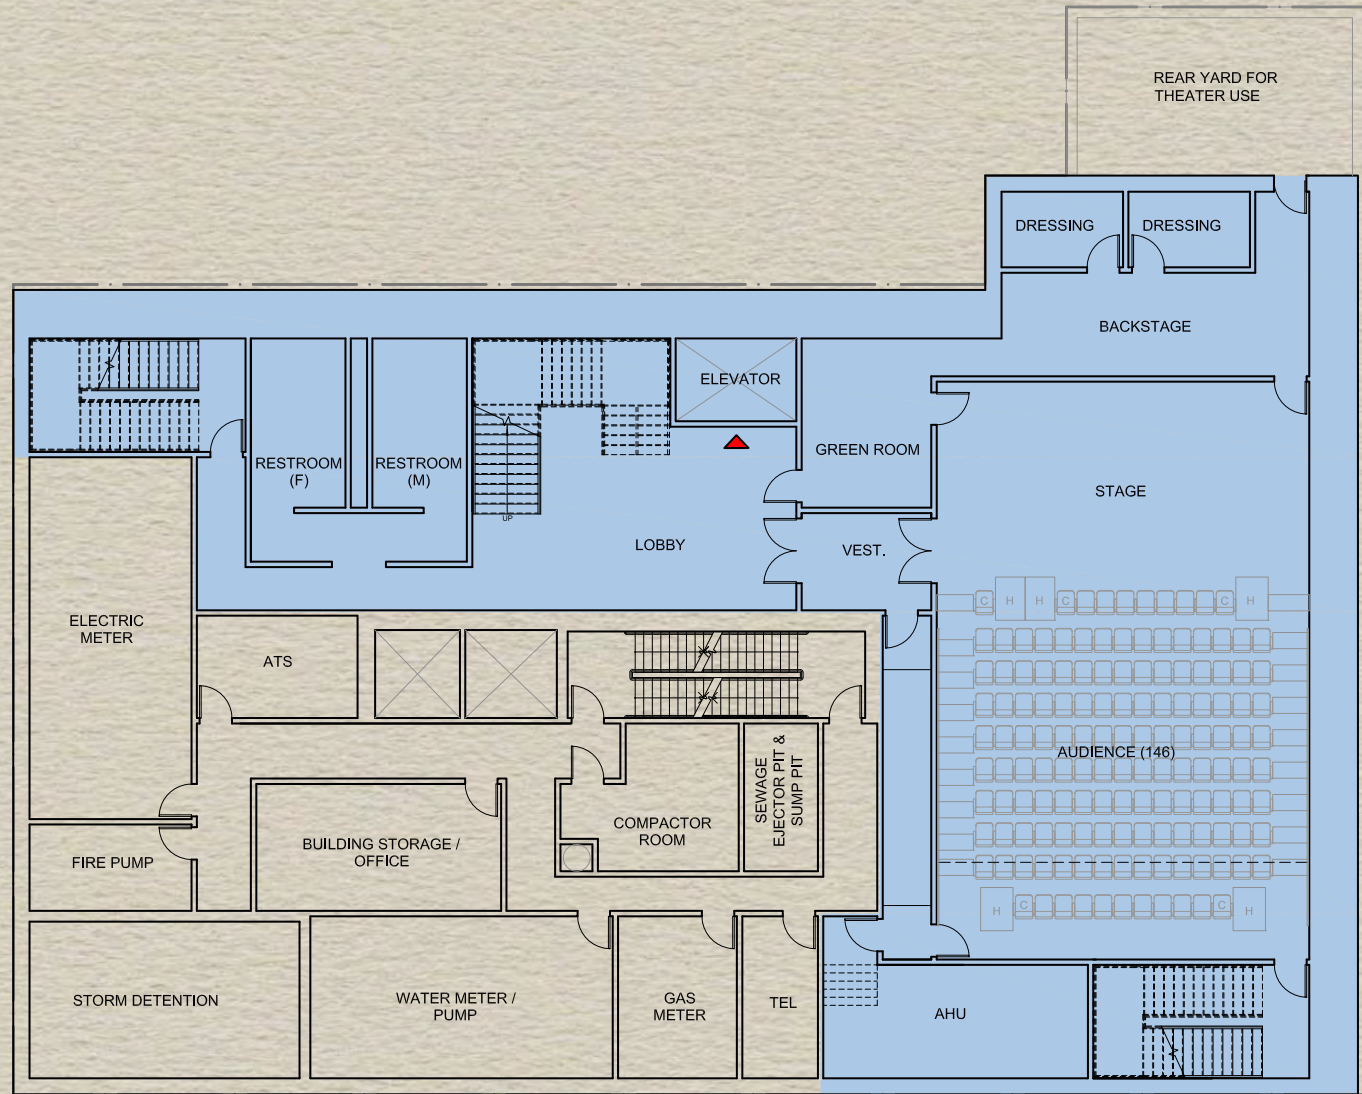 REAR YARD FOR
THEATER USE
DRESSING
DRESSING
BACKSTAGE
ELEVATOR
GREEN ROOM
RESTROOM
(F)
RESTROOM
(M)
STAGE
UP
LOBBY
VEST.
C
H
H
C
C
H
ELECTRIC
METER
ATS
AUDIENCE (146)
SEWAGE
EJECTOR PIT &
SUMP PIT
COMPACTOR
ROOM
BUILDING STORAGE /
OFFICE
FIRE PUMP
H
C
C
H
STORM DETENTION
WATER METER /
PUMP
GAS
METER
TEL
AHU